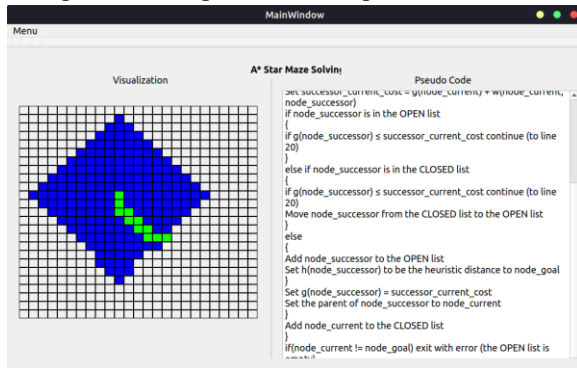 MainWindow
Menu
A* Star Maze Solving
Visualization
Pseudo Code
Set successor_current_cost = g(node_current) + w(node_current,
node_successor)
if node_successor is in the OPEN list
{
if g(node_successor) ≤ successor_current_cost continue (to line
20)
}
else if node_successor is in the CLOSED list
{
if g(node_successor) ≤ successor_current_cost continue (to line
20)
Move node_successor from the CLOSED list to the OPEN list
}
else
{
Add node_successor to the OPEN list
Set h(node_successor) to be the heuristic distance to node_goal
}
Set g(node_successor) = successor_current_cost
Set the parent of node_successor to node_current
}
Add node_current to the CLOSED list
}
if(node_current != node_goal) exit with error (the OPEN list is
empty)